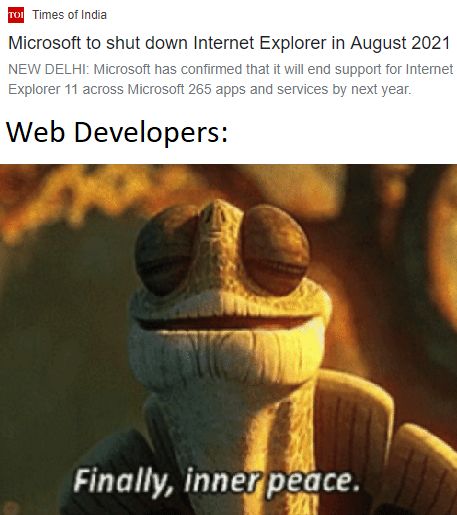 TOI Times of India
Microsoft to shut down Internet Explorer in August 2021
NEW DELHI: Microsoft has confirmed that it will end support for Internet
Explorer 11 across Microsoft 265 apps and services by next year.
Web Developers:
Finally, inner peace.